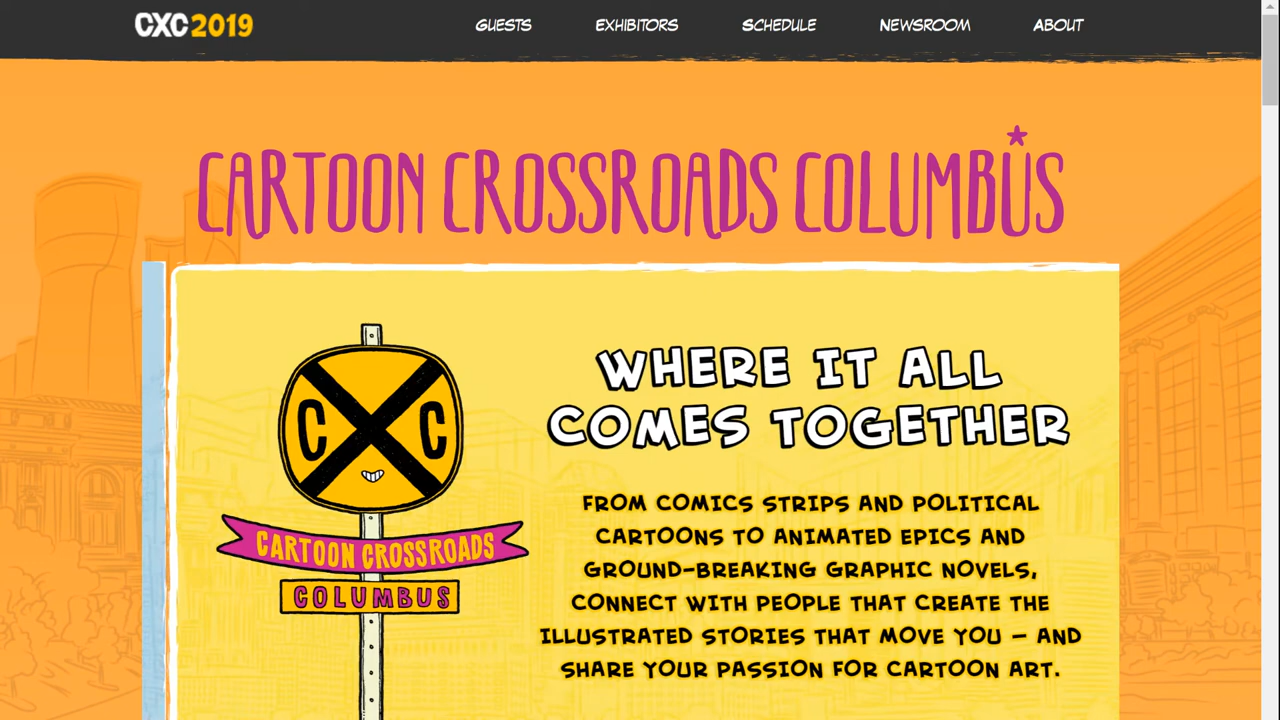 CXC2019
GUESTS
EXHIBITORS
SCHEDULE
NEWSROOM
ABOUT
CARTOON CROSSROADS COLUMBUS
C C
CARTOON CROSSROADS
COLUMBUS
WHERE IT ALL
COMES TOGETHER
FROM COMICS STRIPS AND POLITICAL
CARTOONS TO ANIMATED EPICS AND
GROUND-BREAKING GRAPHIC NOVELS,
CONNECT WITH PEOPLE THAT CREATE THE
ILLUSTRATED STORIES THAT MOVE YOU – AND
SHARE YOUR PASSION FOR CARTOON ART.